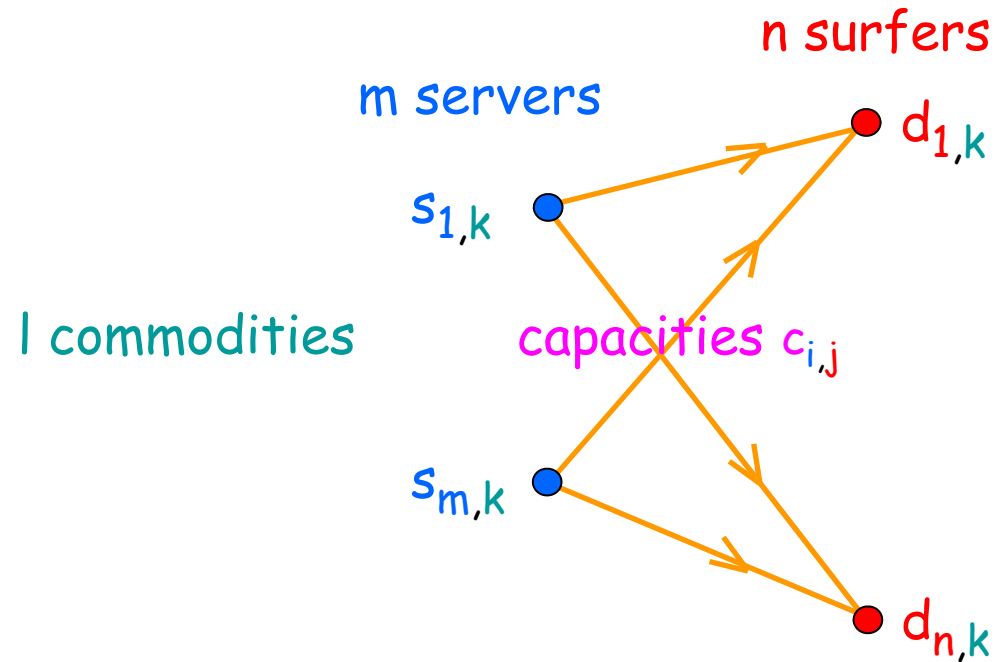 n surfers
m servers
d1,k
s1,k
l commodities
capacities ci,j
sm,k
dn,k